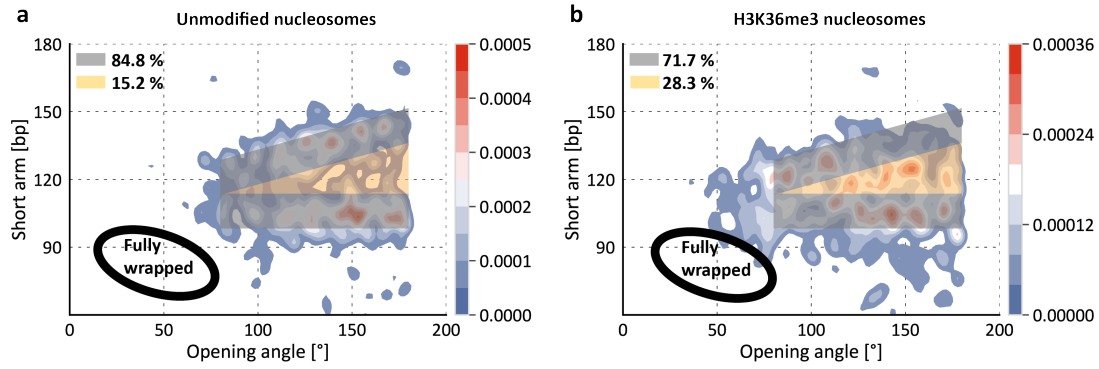 a
Unmodified nucleosomes
180
150
120
90
Short arm [bp]
84.8 %
15.2 %
Fully
wrapped
0
50
100
150
200
Opening angle [°]
0.0005
0.0004
0.0003
0.0002
0.0001
0.0000
b
H3K36me3 nucleosomes
180
150
120
90
Short arm [bp]
71.7 %
28.3 %
Fully
wrapped
0
50
100
150
200
Opening angle [°]
0.00036
0.00024
0.00012
0.00000